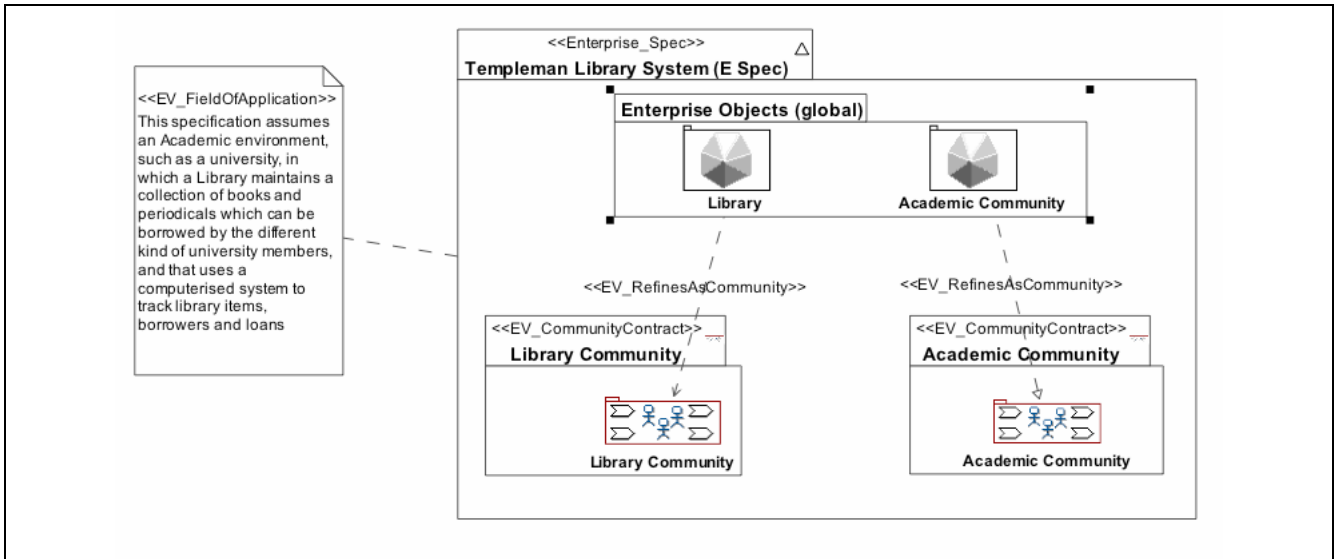 <<Enterprise_Spec>>
Templeman Library System (E Spec)
<<EV_FieldOfApplication>>
This specification assumes
an Academic environment,
such as a university, in
which a Library maintains a
collection of books and
periodicals which can be
borrowed by the different
kind of university members,
and that uses a
computerised system to
track library items,
borrowers and loans
Enterprise Objects (global)
Library
Academic Community
<<EV_RefinesAsCommunity>>
<<EV_RefinesAsCommunity>>
<<EV_CommunityContract>>
Library Community
Library Community
<<EV_CommunityContract>>
Academic Community
Academic Community